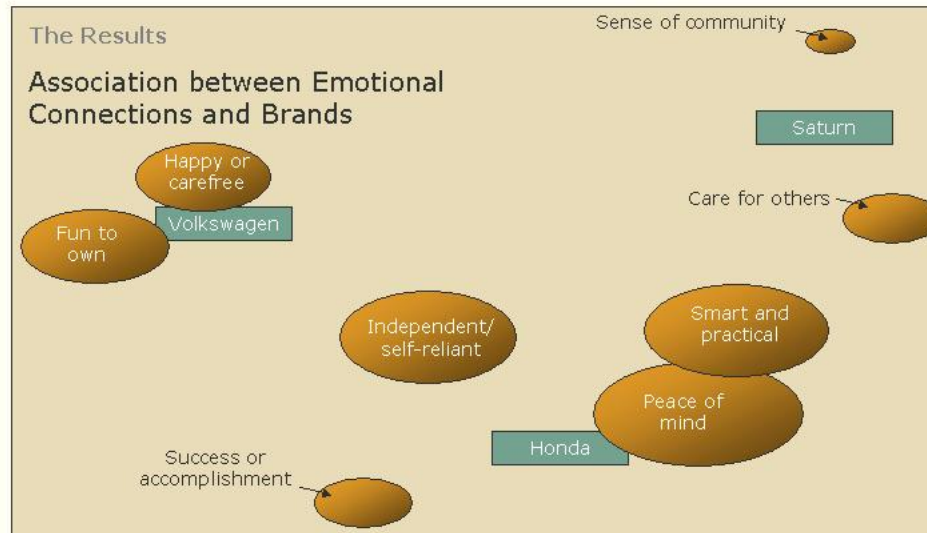 The Results
Association between Emotional
Connections and Brands
Sense of community
Saturn
Happy or
carefree
Volkswagen
Fun to
own
Care for others
Independent/
self-reliant
Smart and
practical
Peace of
mind
Honda
Success or
accomplishment